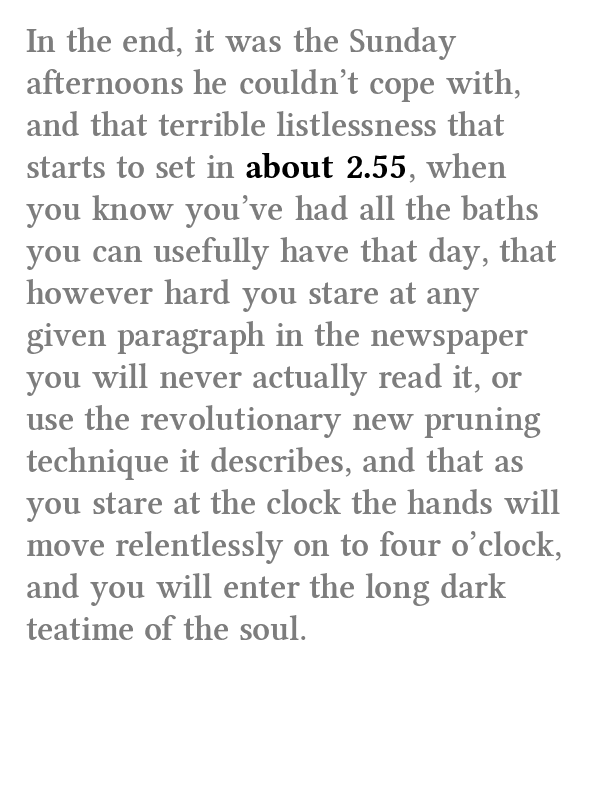 In the end, it was the Sunday
afternoons he couldn’t cope with,
and that terrible listlessness that
starts to set in about 2.55, when
you know you’ve had all the baths
you can usefully have that day, that
however hard you stare at any
given paragraph in the newspaper
you will never actually read it, or
use the revolutionary new pruning
technique it describes, and that as
you stare at the clock the hands will
move relentlessly on to four o’clock,
and you will enter the long dark
teatime of the soul.